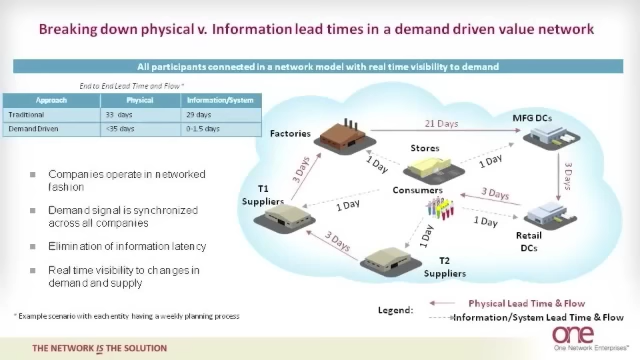 Breaking down physical v. Information lead times in a demand driven value network
All participants connected in a network model with real time visibility to demand
End to End Lead Time and Flow*
Approach Physical Information/System
Traditional 33 days 29 days
Demand Driven <35 days 0-1.5 days
Companies operate in networked
fashion
Demand signal is synchronized
across all companies
Elimination of information latency
Real time visibility to changes in
demand and supply
* Example scenario with each entity having a weekly planning process
Factories
21 Days
MFG DCs
Stores
1 Day
1 Day
3 Days
3 Days
T1
Suppliers
Consumers
3 Days
1 Day
1 Day
Retail
DCs
3 Days
1 Day
T2
Suppliers
Legend:
Physical Lead Time & Flow
Information/System Lead Time & Flow
THE NETWORK IS THE SOLUTION
one
One Network Enterprises